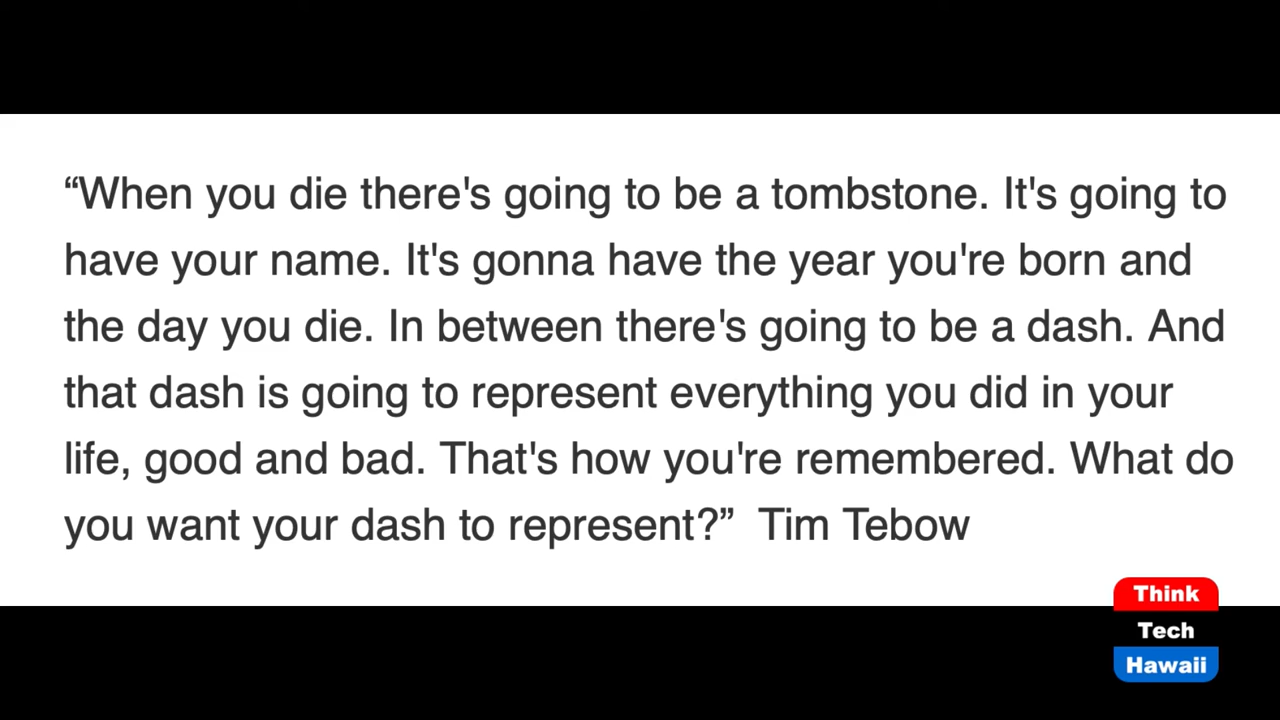 “When you die there's going to be a tombstone. It's going to
have your name. It's gonna have the year you're born and
the day you die. In between there's going to be a dash. And
that dash is going to represent everything you did in your
life, good and bad. That's how you're remembered. What do
you want your dash to represent?”  Tim Tebow
Think
Tech
Hawaii